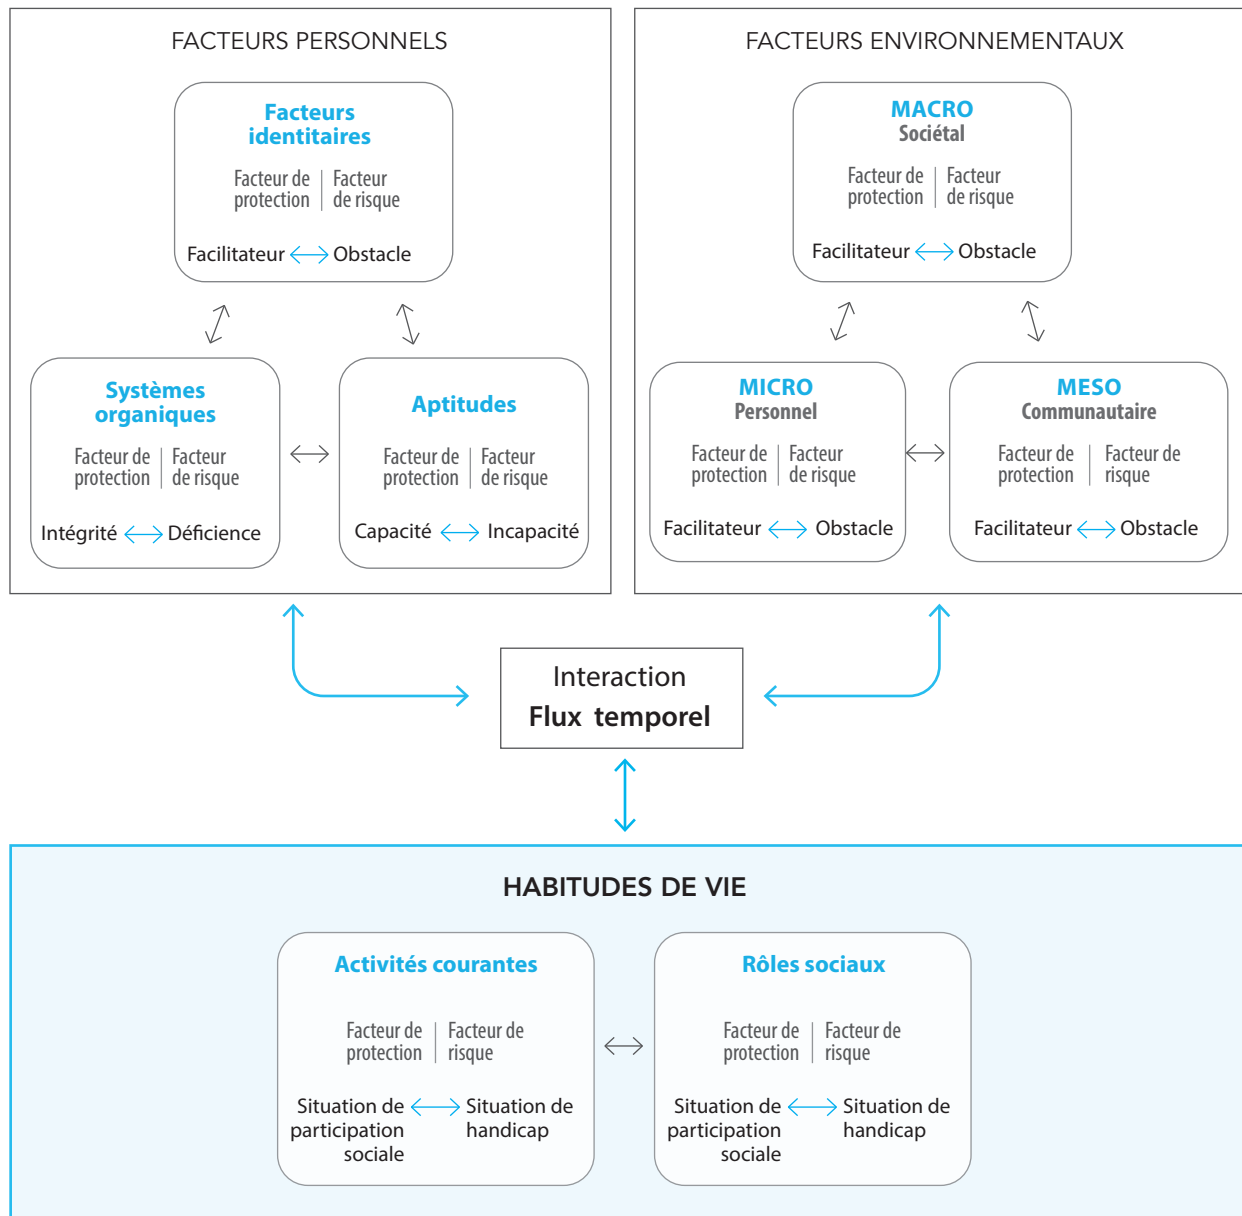 FACTEURS PERSONNELS
Facteurs
identitaires
Facteur de
protection
Facteur
de risque
Facilitateur
Obstacle
Systèmes
organiques
Facteur de
protection
Facteur
de risque
Intégrité
Déficience
Aptitudes
Facteur de
protection
Facteur
de risque
Capacité
Incapacité
FACTEURS ENVIRONNEMENTAUX
MACRO
Sociétal
Facteur de
protection
Facteur
de risque
Facilitateur
Obstacle
MICRO
Personnel
Facteur de
protection
Facteur
de risque
Facilitateur
Obstacle
MESO
Communautaire
Facteur de
protection
Facteur de
risque
Facilitateur
Obstacle
Interaction
Flux temporel
HABITUDES DE VIE
Activités courantes
Facteur de
protection
Facteur de
risque
Situation de
participation
sociale
Situation de
handicap
Rôles sociaux
Facteur de
protection
Facteur de
risque
Situation de
participation
sociale
Situation de
handicap